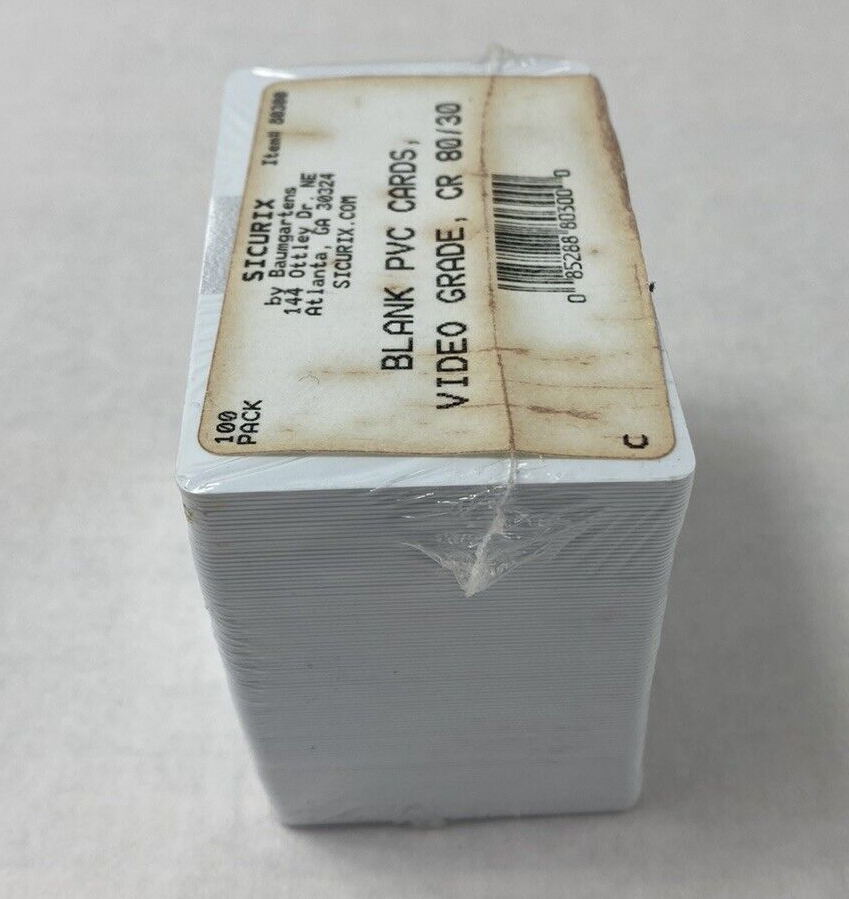 Item# 80300
SICURIX
by Baumgartens
144 Ottley Dr. NE
Atlanta, GA 30324
SICURIX.COM
100
PACK
BLANK PVC CARDS,
VIDEO GRADE, CR 80/30
0 85288 80300 0
C